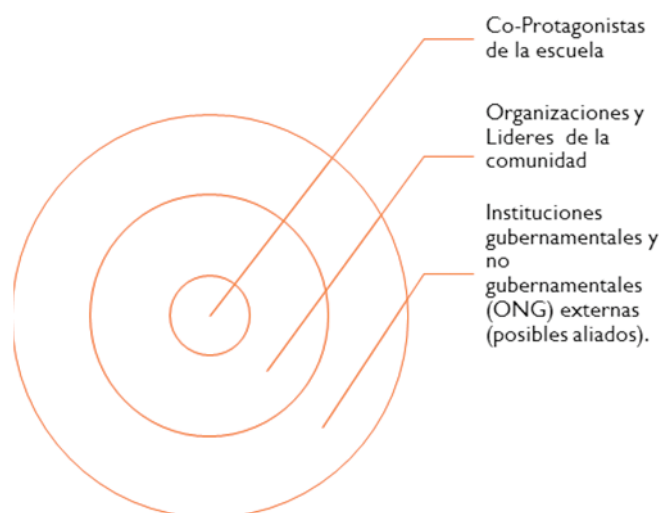 Co-Protagonistas
de la escuela
Organizaciones y
Lideres de la
comunidad
Instituciones
gubernamentales y
no
gubernamentales
(ONG) externas
(posibles aliados).